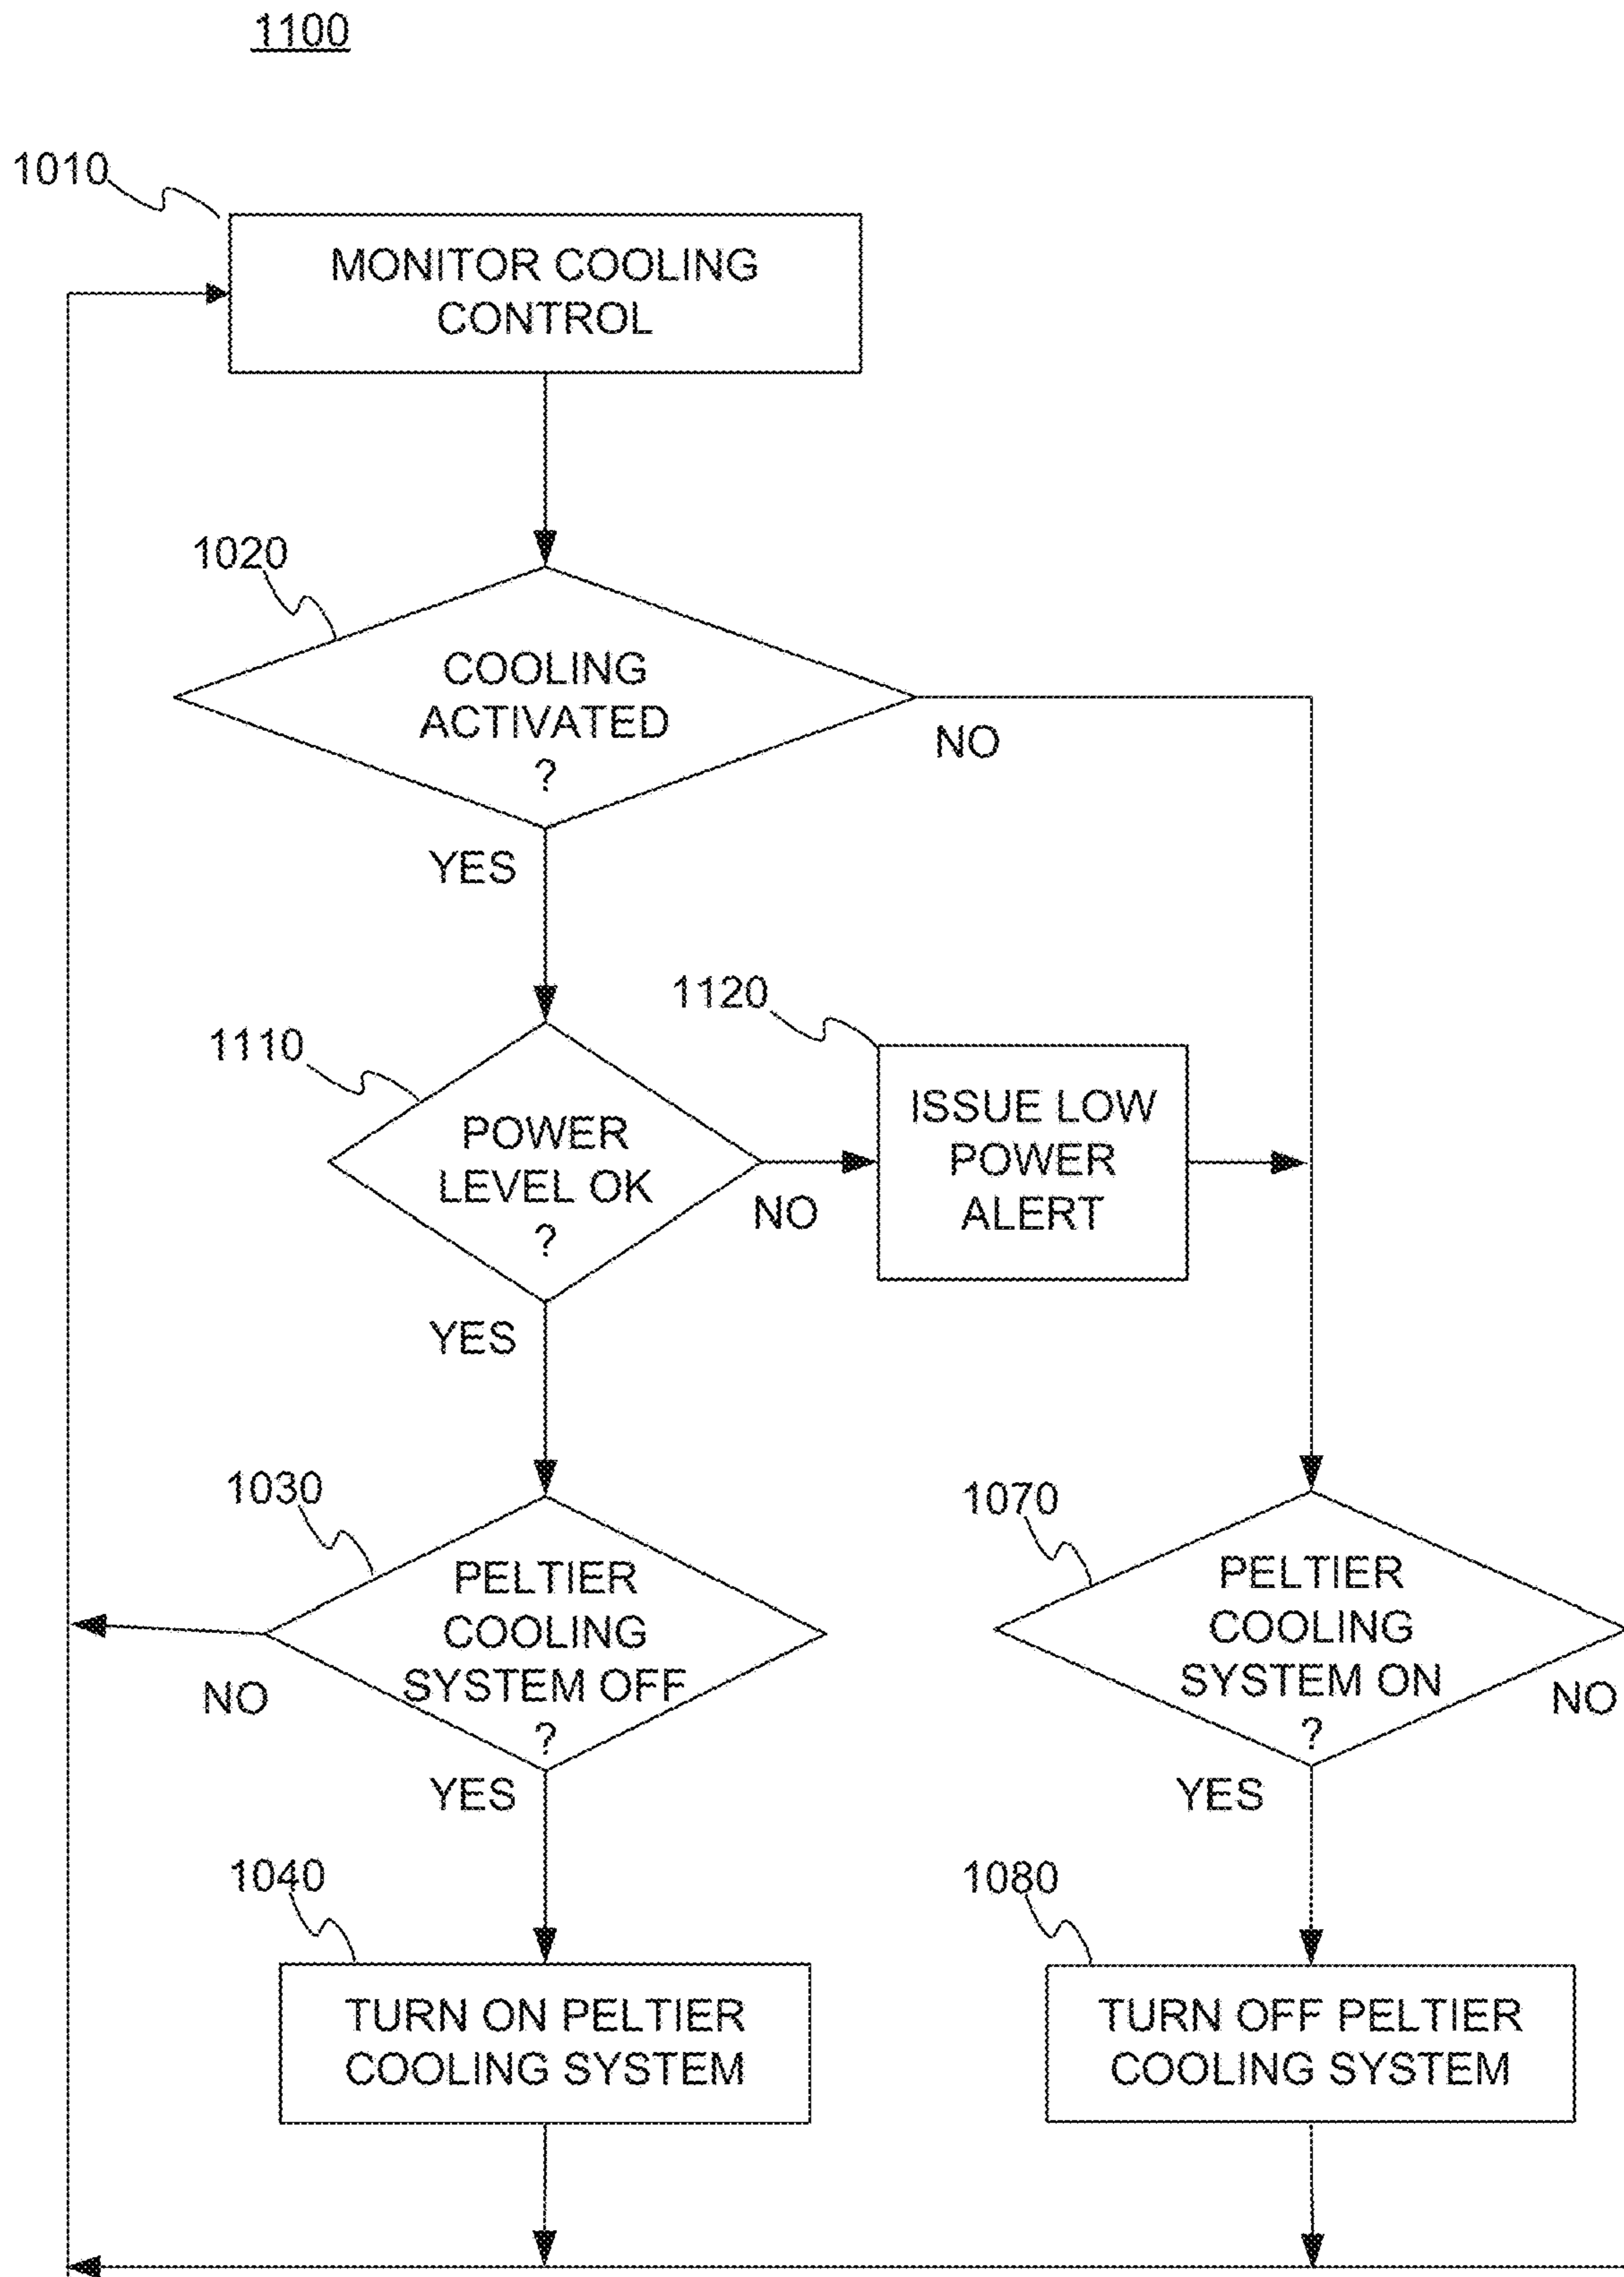 1100
1010
MONITOR COOLING
CONTROL
1020
COOLING
ACTIVATED
?
NO
YES
1120
1110
ISSUE LOW
POWER
ALERT
POWER
LEVEL OK
?
NO
YES
1030
1070
PELTIER
COOLING
SYSTEM OFF
?
NO
YES
PELTIER
COOLING
SYSTEM ON
?
NO
YES
1040
1080
TURN ON PELTIER
COOLING SYSTEM
TURN OFF PELTIER
COOLING SYSTEM